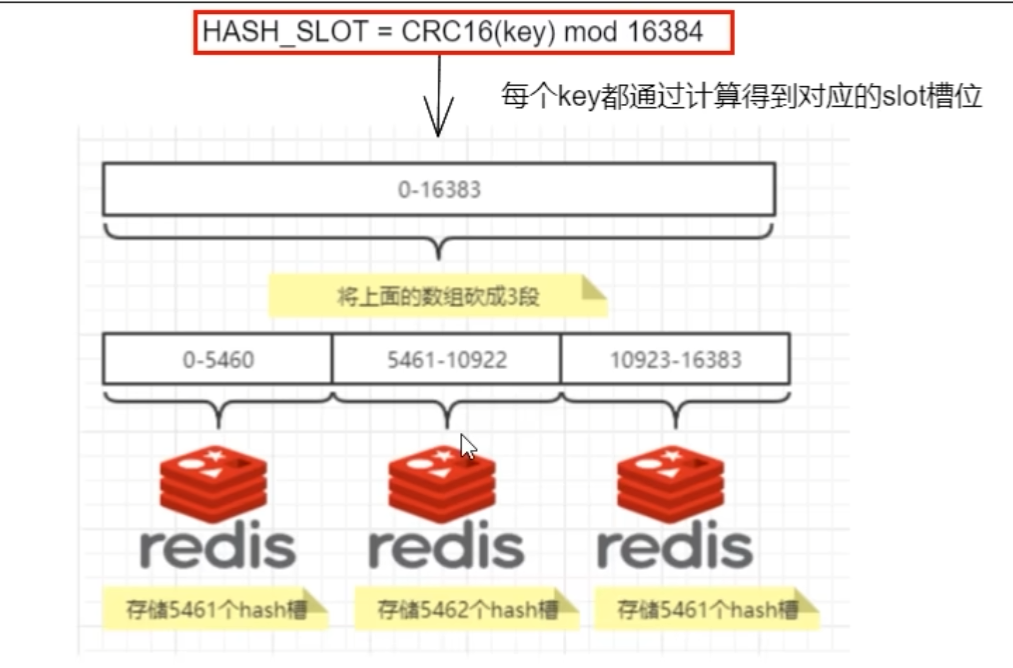 HASH_SLOT = CRC16(key) mod 16384
每个key都通过计算得到对应的slot槽位
0-16383
将上面的数组砍成3段
0-5460
5461-10922
10923-16383
redis
redis
redis
存储5461个hash槽
存储5462个hash槽
存储5461个hash槽